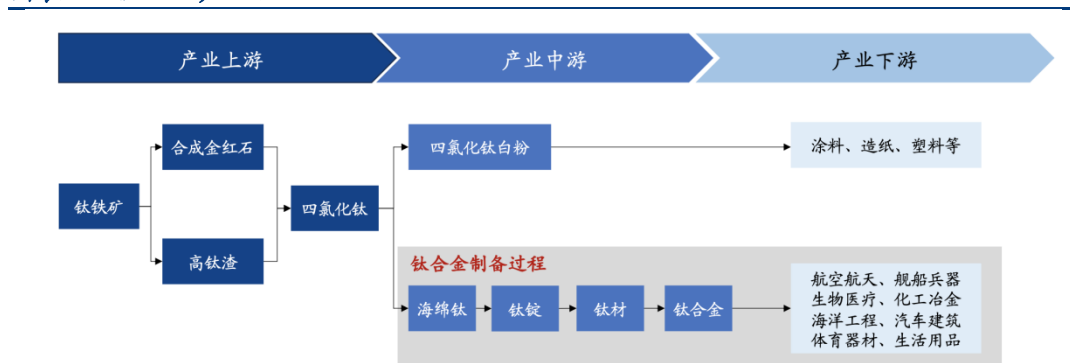 产业上游
产业中游
产业下游
合成金红石
四氯化钛白粉
涂料、造纸、塑料等
钛铁矿
四氯化钛
高钛渣
钛合金制备过程
海绵钛
钛锭
钛材
钛合金
航空航天、舰船兵器
生物医疗、化工冶金
海洋工程、汽车建筑
体育器材、生活用品